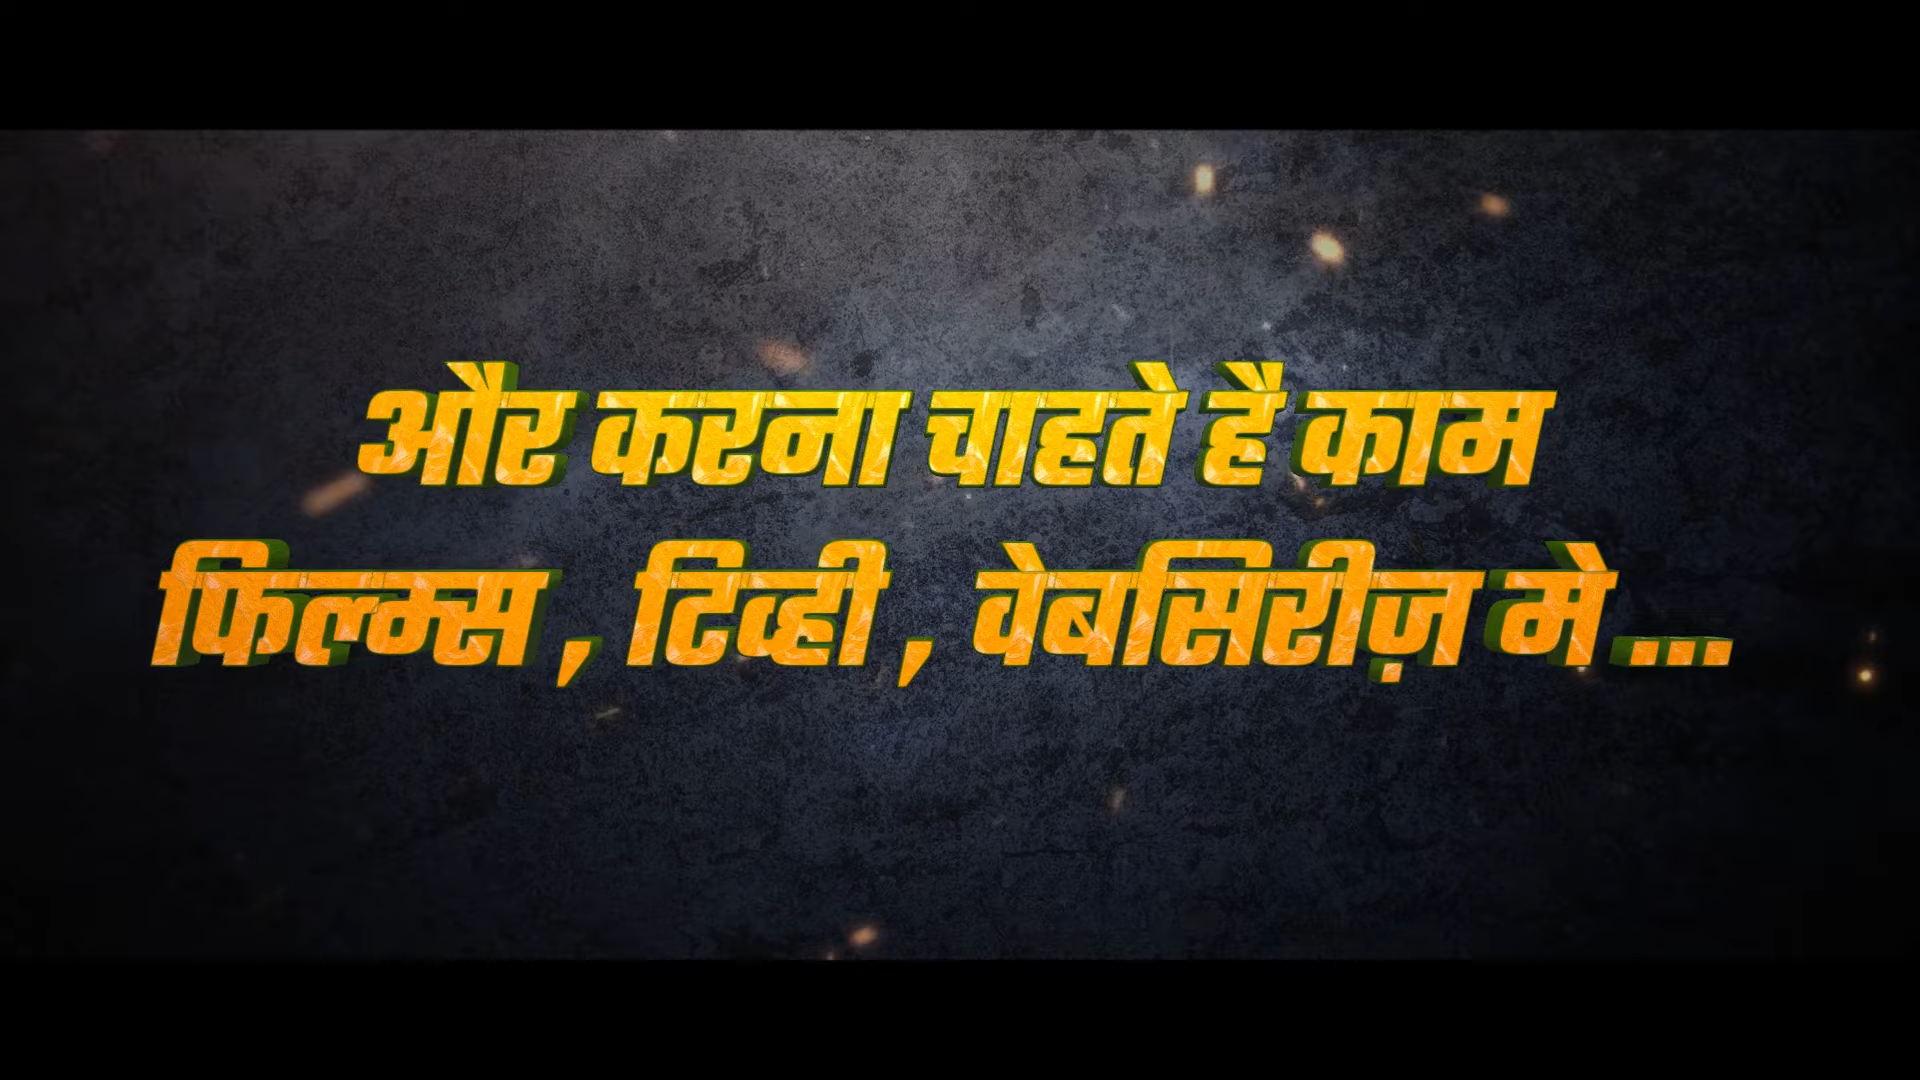 और करना चाहते है काम
फिल्म्स , टिव्ही , वेबसिरीज़ मे ...